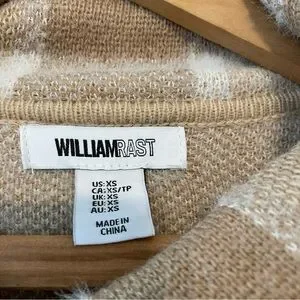 WILLIAMRAST
US:XS
CA:XS/TP
UK:XS
EU:XS
AU:XS
MADE IN
CHINA